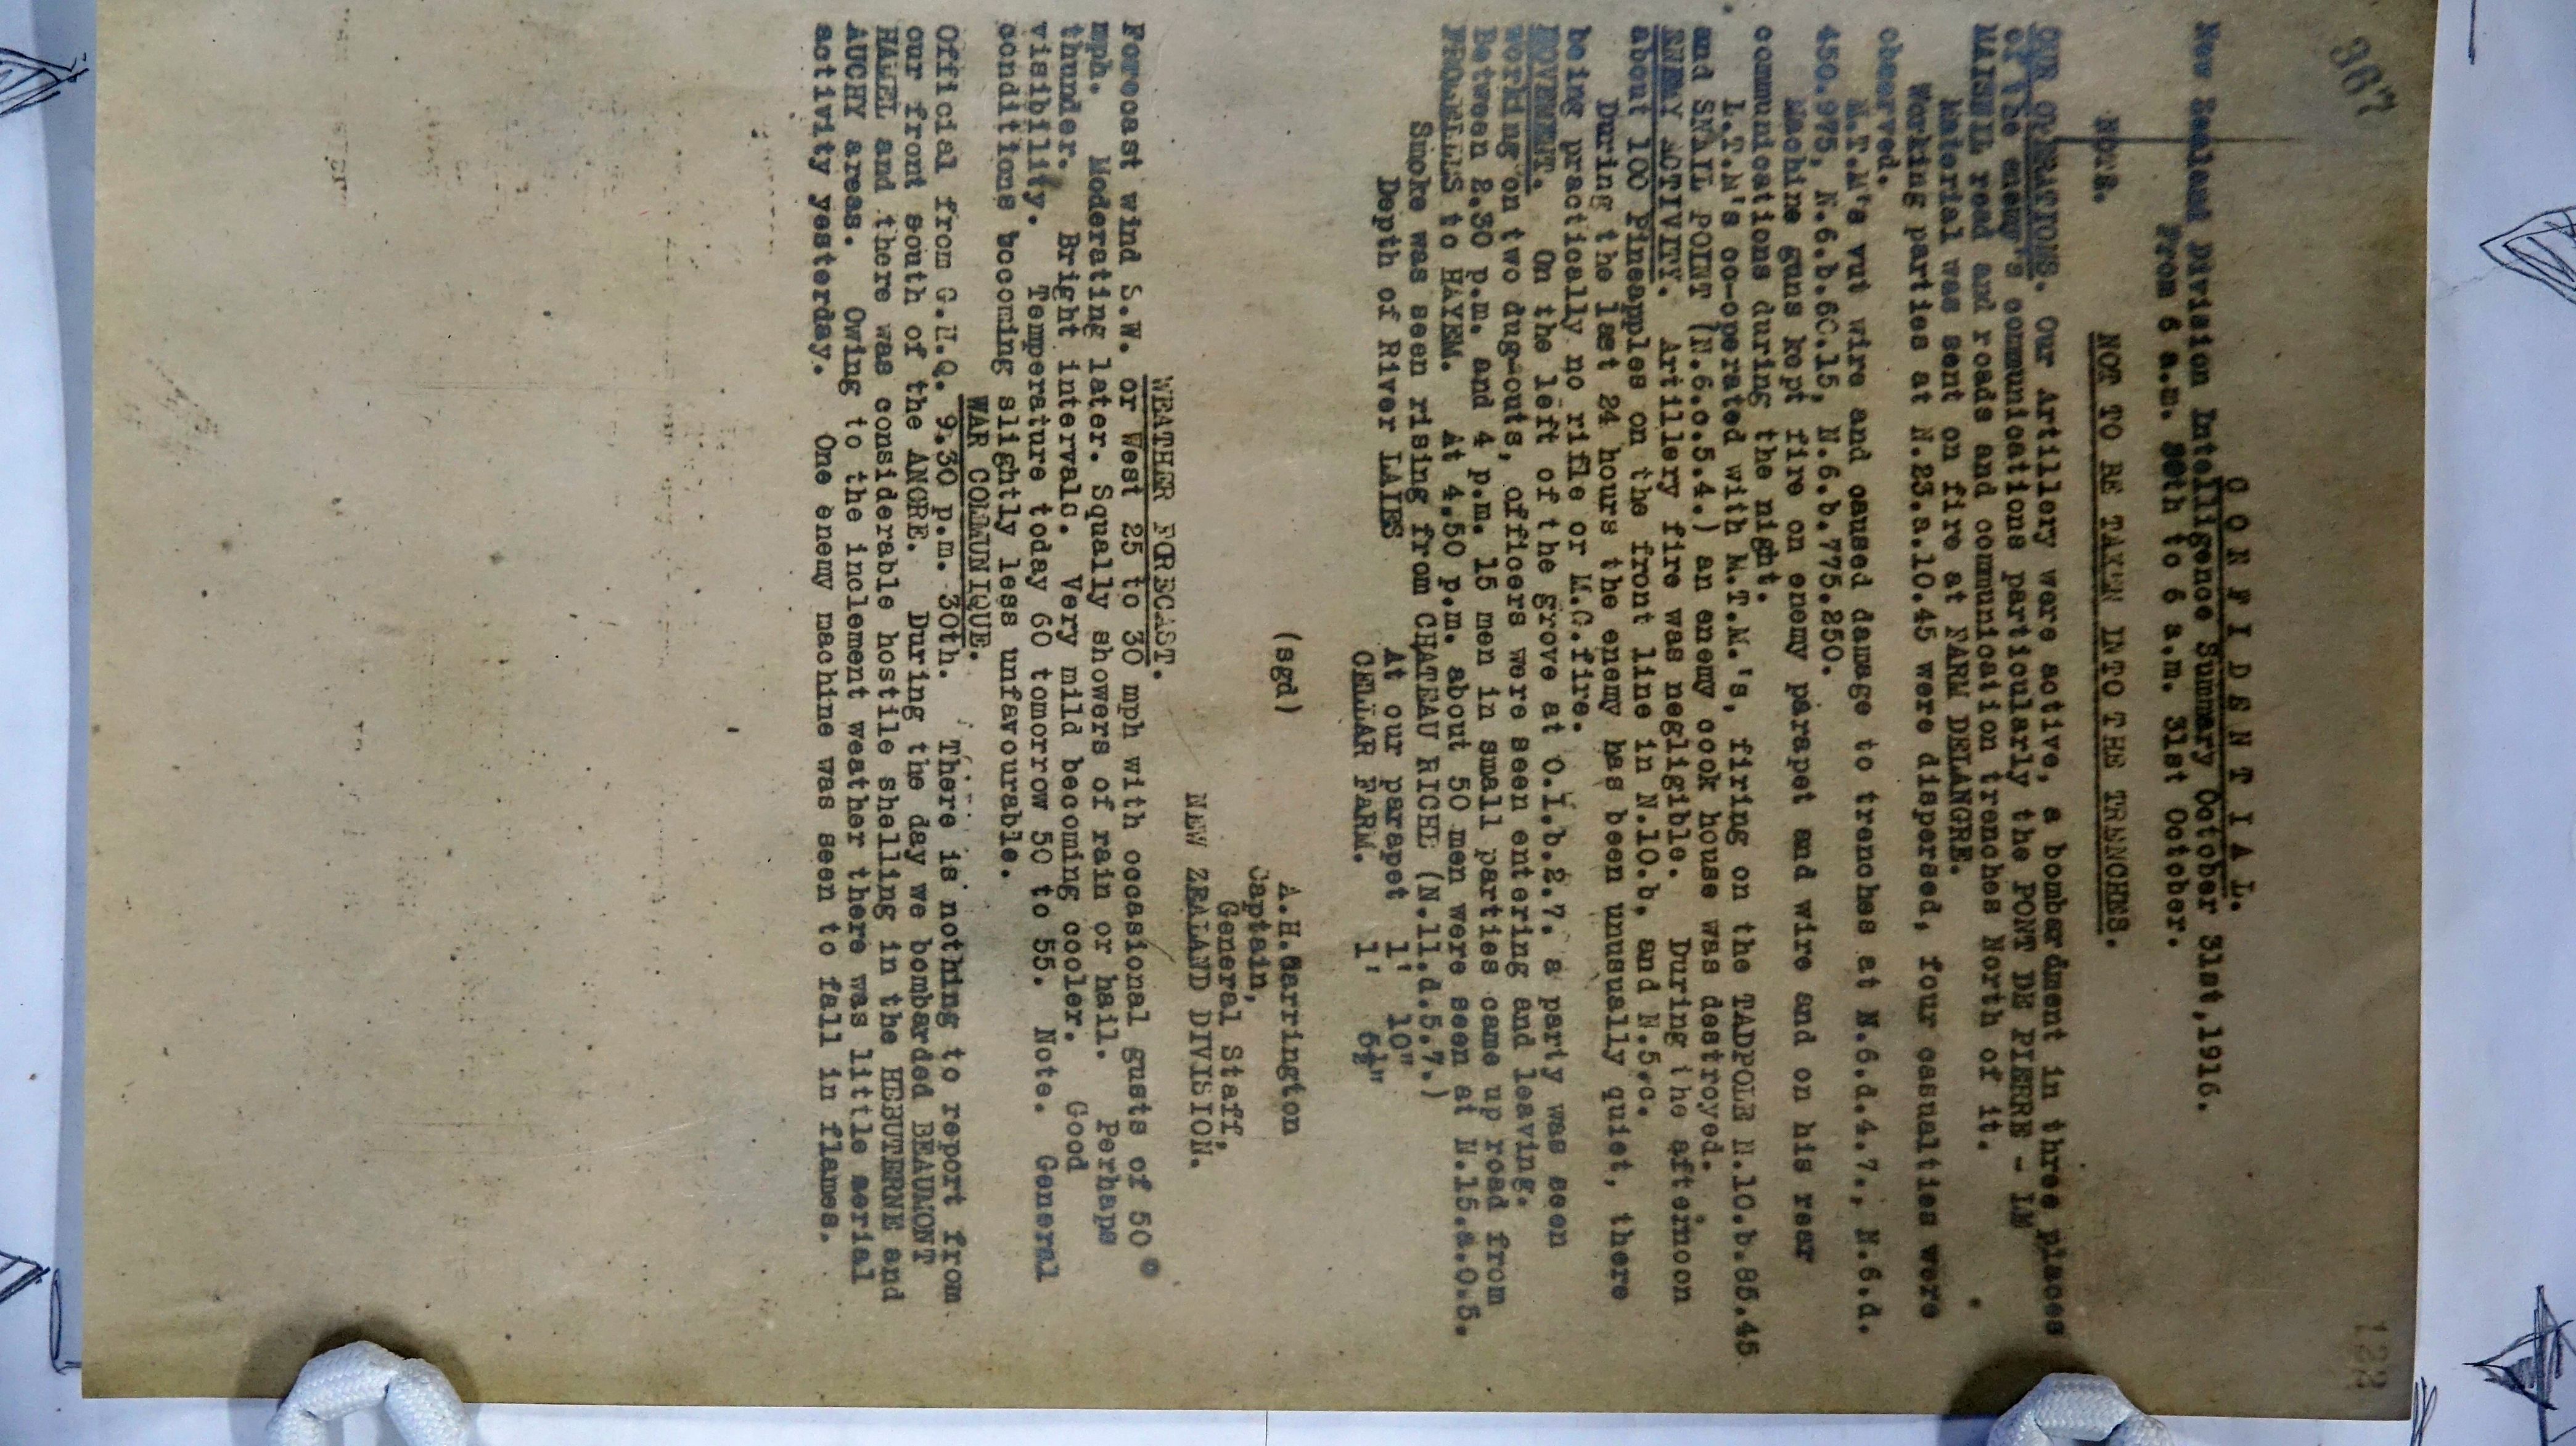 367
122
C O N F I D E N T I A L.
New Zealand Division Intelligence Summary October 31st,1916.
From 6 a.m. 30th to 6 a.m. 31st October.
NOTE. NOT TO BE TAKEN INTO THE TRENCHES.
OUR OPERATIONS. Our Artillery were active, a bombardment in three places
of the enemy's communications particularly the PONT DE PIERRE - LE
MAISNIL road and roads and communication trenches North of it.
Material was sent on fire at FARM DELANGRE.
Working parties at N.23.a.10.45 were dispersed, four casualties were
observed.
M.T.M's vut wire and caused damage to trenches at N.6.d.4.7., N.6.d.
450.975, N.6.b.60.15, N.6.b.775.250.
Machine guns kept fire on enemy parapet and wire and on his rear
communications during the night.
L.T.M's co-operated with M.T.M.'s, firing on the TADPOLE N.10.b.85.45
and SNAIL POINT (N.6.c.5.4.) an enemy cook house was destroyed.
ENEMY ACTIVITY. Artillery fire was negligible. During the afternoon
about 100 Pineapples on the front line in N.10.b, and N.5.c.
During the last 24 hours the enemy has been unusually quiet, there
being practically no rifle or M.G.fire.
MOVEMENT. On the left of the grove at O.1.b.2.7. a party was seen
working on two dug-outs, officers were seen entering and leaving.
Between 2.30 p.m. and 4 p.m. 15 men in small parties came up road from
FROMELLES to HAYEM. At 4.50 p.m. about 50 men were seen at N.15.a.0.5.
Smoke was seen rising from CHATEAU RICHE (N.11.d.5.7.)
Depth of River LAIES At our parapet 1' 10"
CELLAR FARM. 1' 6½"
(sgd) A.H.Carrington
Captain,
General Staff,
NEW ZEALAND DIVISION.
WEATHER FORECAST.
Forecast wind S.W. or West 25 to 30 mph with occasional gusts of 50
mph. Moderating later. Squally showers of rain or hail. Perhaps
thunder. Bright intervals. Very mild becoming cooler. Good
visibility. Temperature today 60 tomorrow 50 to 55. Note. General
conditions becoming slightly less unfavourable.
WAR COMMUNIQUE.
Official from G.H.Q. 9.30 p.m. 30th. There is nothing to report from
our front south of the ANCRE. During the day we bombarded BEAUMONT
HAMEL and there was considerable hostile shelling in the HEBUTERNE and
AUCHY areas. Owing to the inclement weather there was little aerial
activity yesterday. One enemy machine was seen to fall in flames.